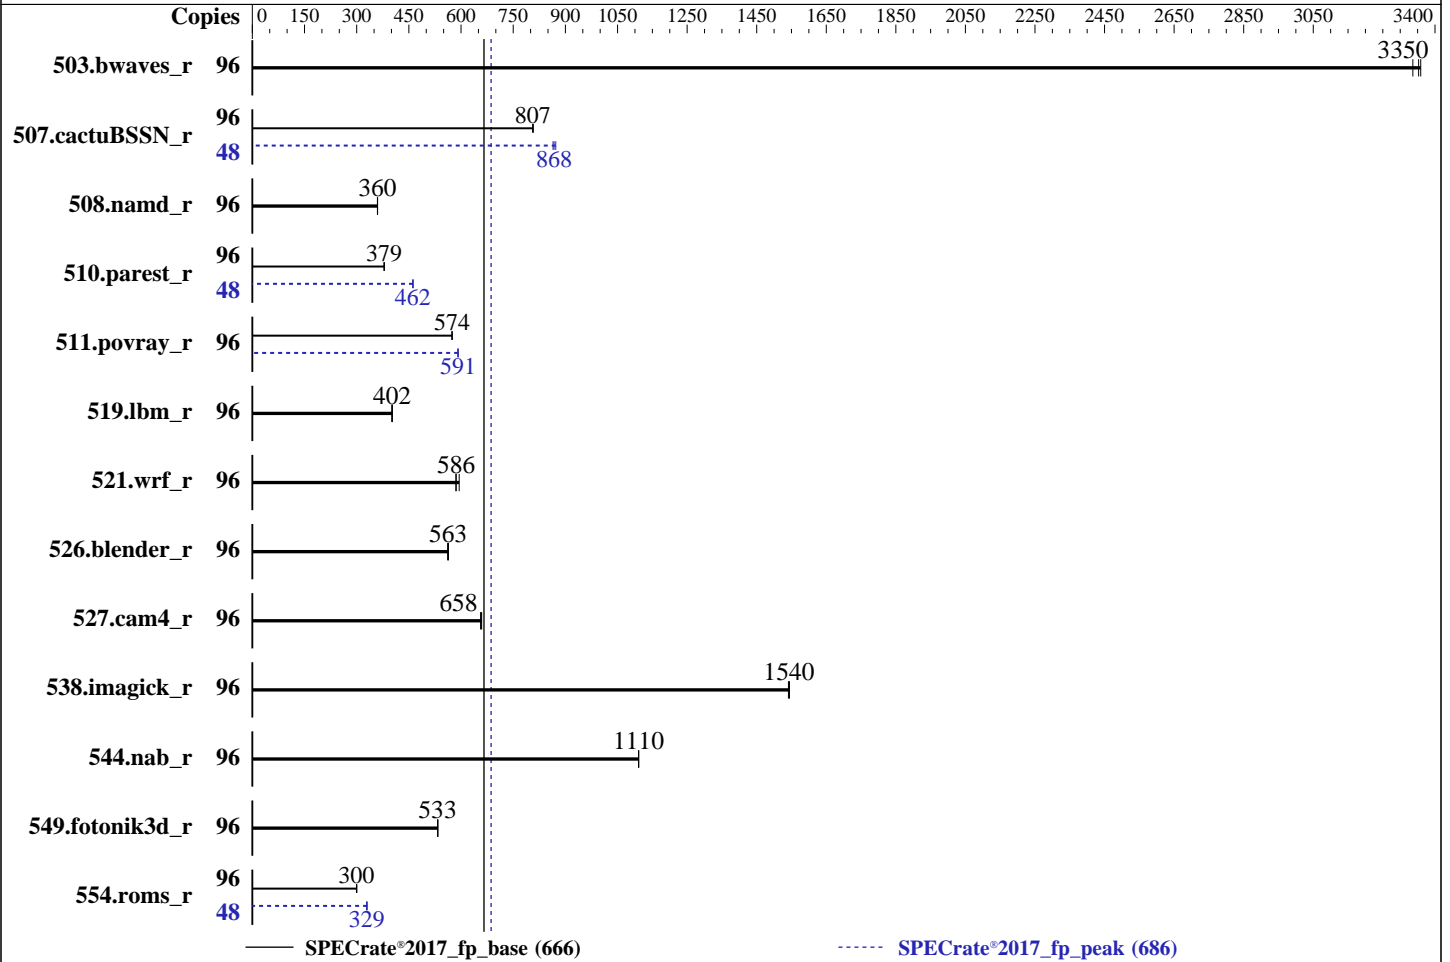 Copies 0 150 300 450 600 750 900 1050 1250 1450 1650 1850 2050 2250 2450 2650 2850 3050 3400
503.bwaves_r 96 3350
507.cactuBSSN_r 96 807
48 868
508.namd_r 96 360
510.parest_r 96 379
48 462
511.povray_r 96 574
591
519.lbm_r 96 402
521.wrf_r 96 586
526.blender_r 96 563
527.cam4_r 96 658
538.imagick_r 96 1540
544.nab_r 96 1110
549.fotonik3d_r 96 533
554.roms_r 96 300
48 329
SPECrate®2017_fp_base (666) SPECrate®2017_fp_peak (686)